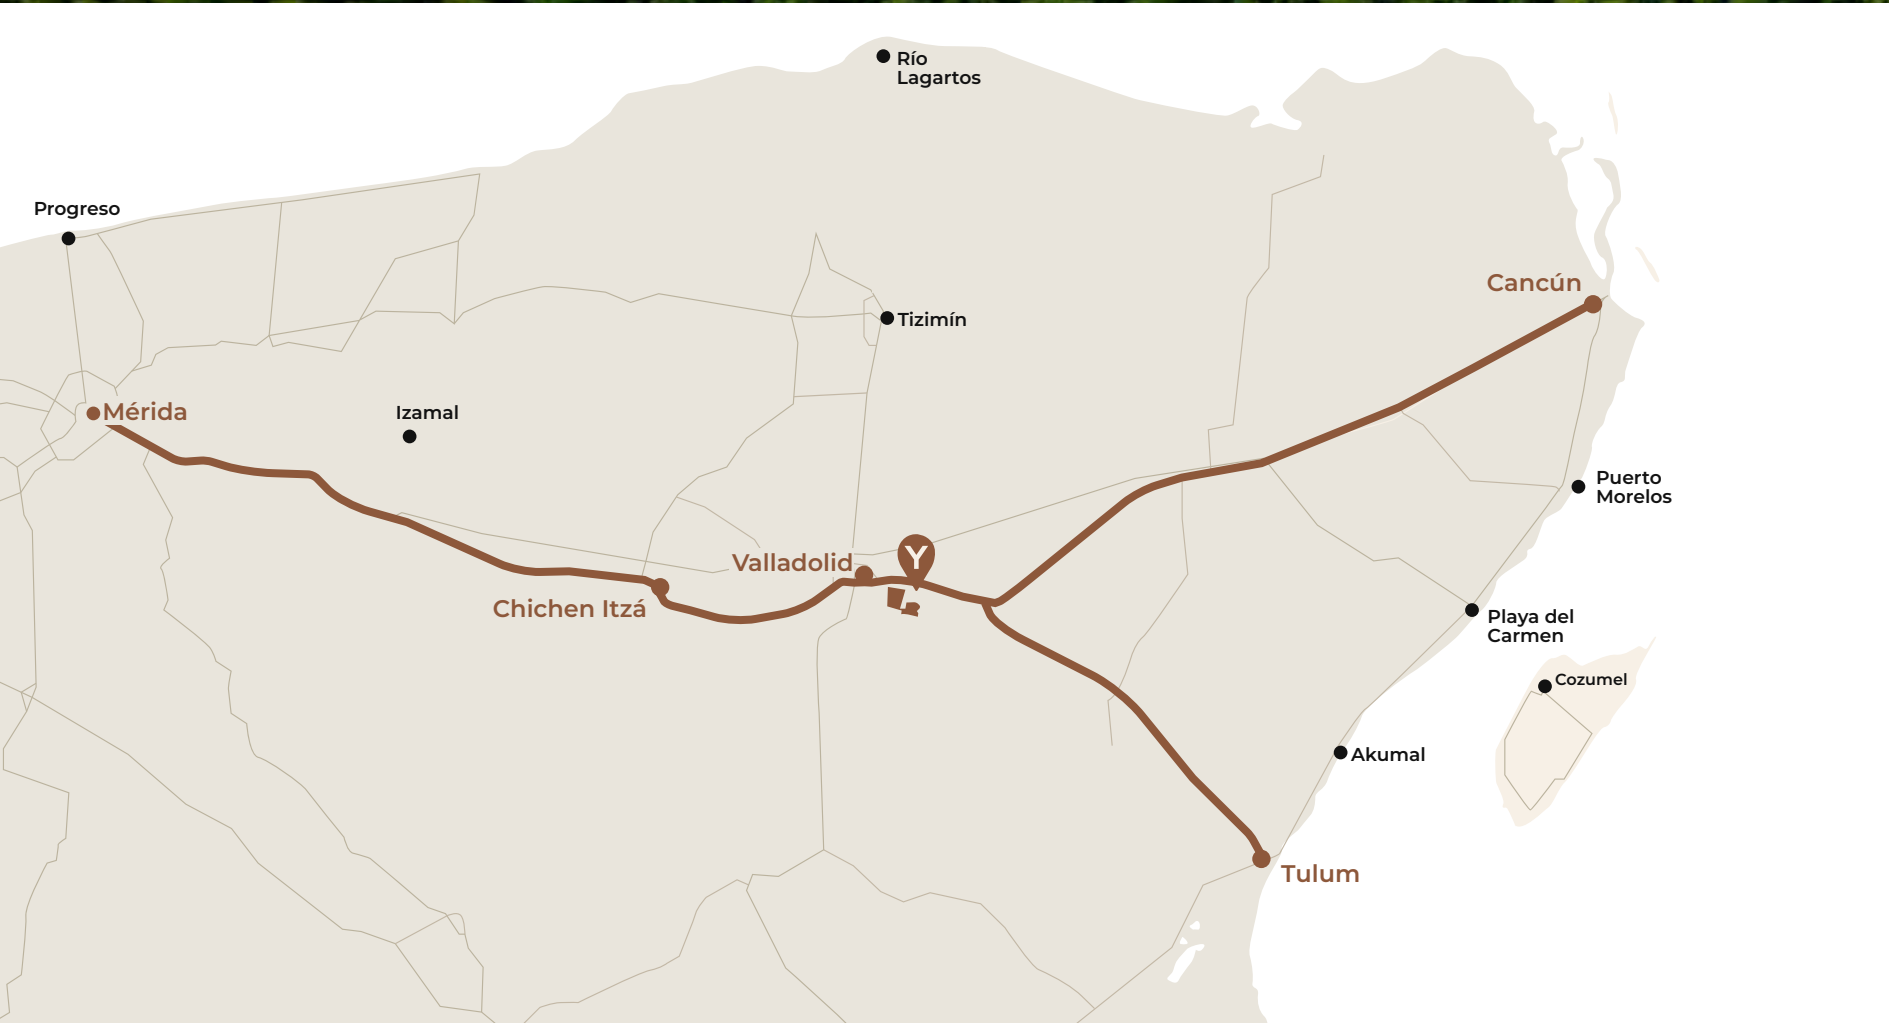 Río
Lagartos
Progreso
Cancún
Tizimín
Mérida
Izamal
Puerto
Morelos
Valladolid
Y
Chichen Itzá
Playa del
Carmen
Cozumel
Akumal
Tulum